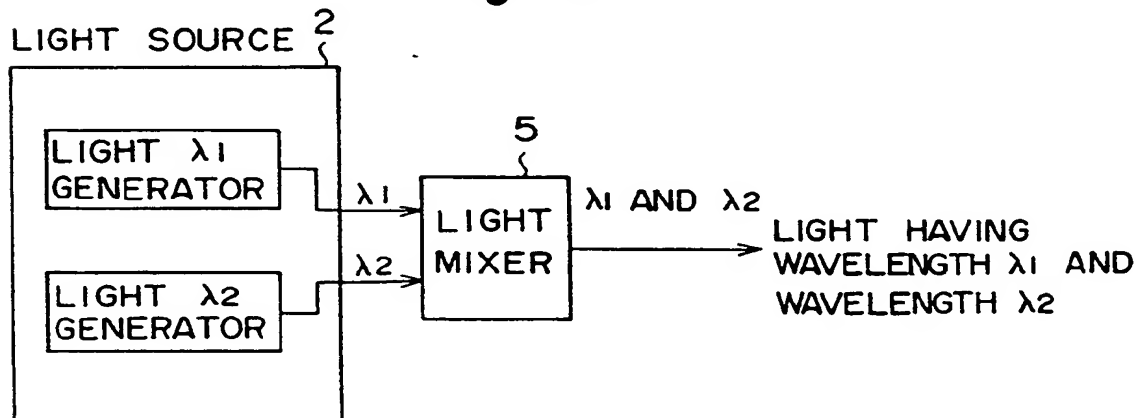 LIGHT SOURCE 2
LIGHT λ1
GENERATOR
λ1
LIGHT λ2
GENERATOR
λ2
5
LIGHT
MIXER
λ1 AND λ2
LIGHT HAVING
WAVELENGTH λ1 AND
WAVELENGTH λ2